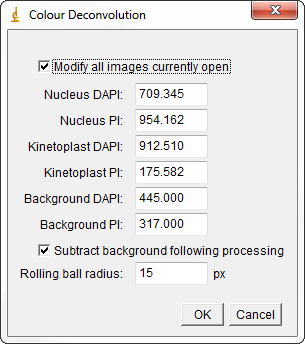 Colour Deconvolution
Modify all images currently open
Nucleus DAPI: 709.345
Nucleus PI: 954.162
Kinetoplast DAPI: 912.510
Kinetoplast PI: 175.582
Background DAPI: 445.000
Background PI: 317.000
Subtract background following processing
Rolling ball radius: 15 px
OK Cancel